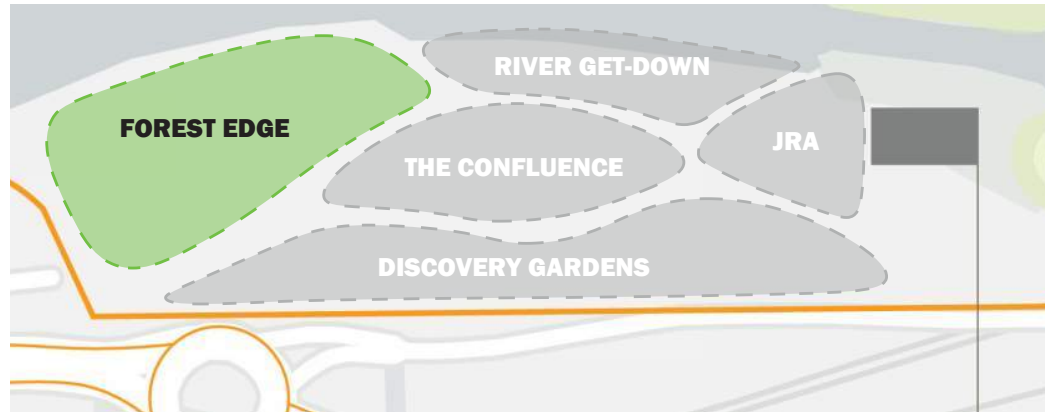 RIVER GET-DOWN
FOREST EDGE
JRA
THE CONFLUENCE
DISCOVERY GARDENS